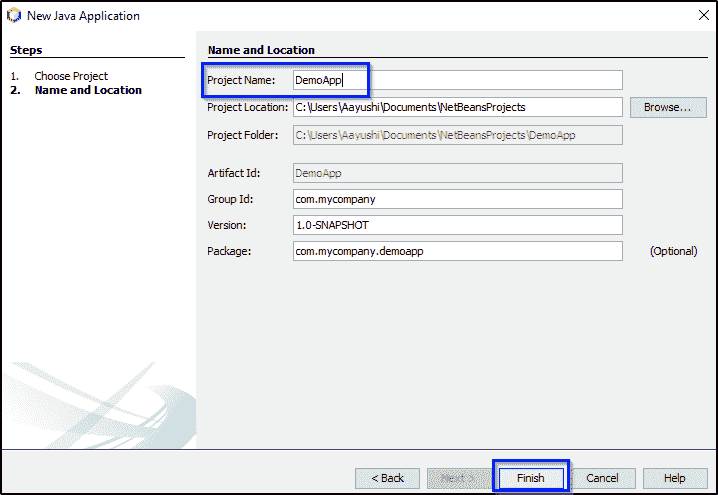 New Java Application
Steps
1. Choose Project
2. Name and Location
Name and Location
Project Name: DemoApp
Project Location: C:\Users\Aayushi\Documents\NetBeansProjects Browse...
Project Folder: C:\Users\Aayushi\Documents\NetBeansProjects\DemoApp
Artifact Id: DemoApp
Group Id: com.mycompany
Version: 1.0-SNAPSHOT
Package: com.mycompany.demoapp (Optional)
< Back Next > Finish Cancel Help